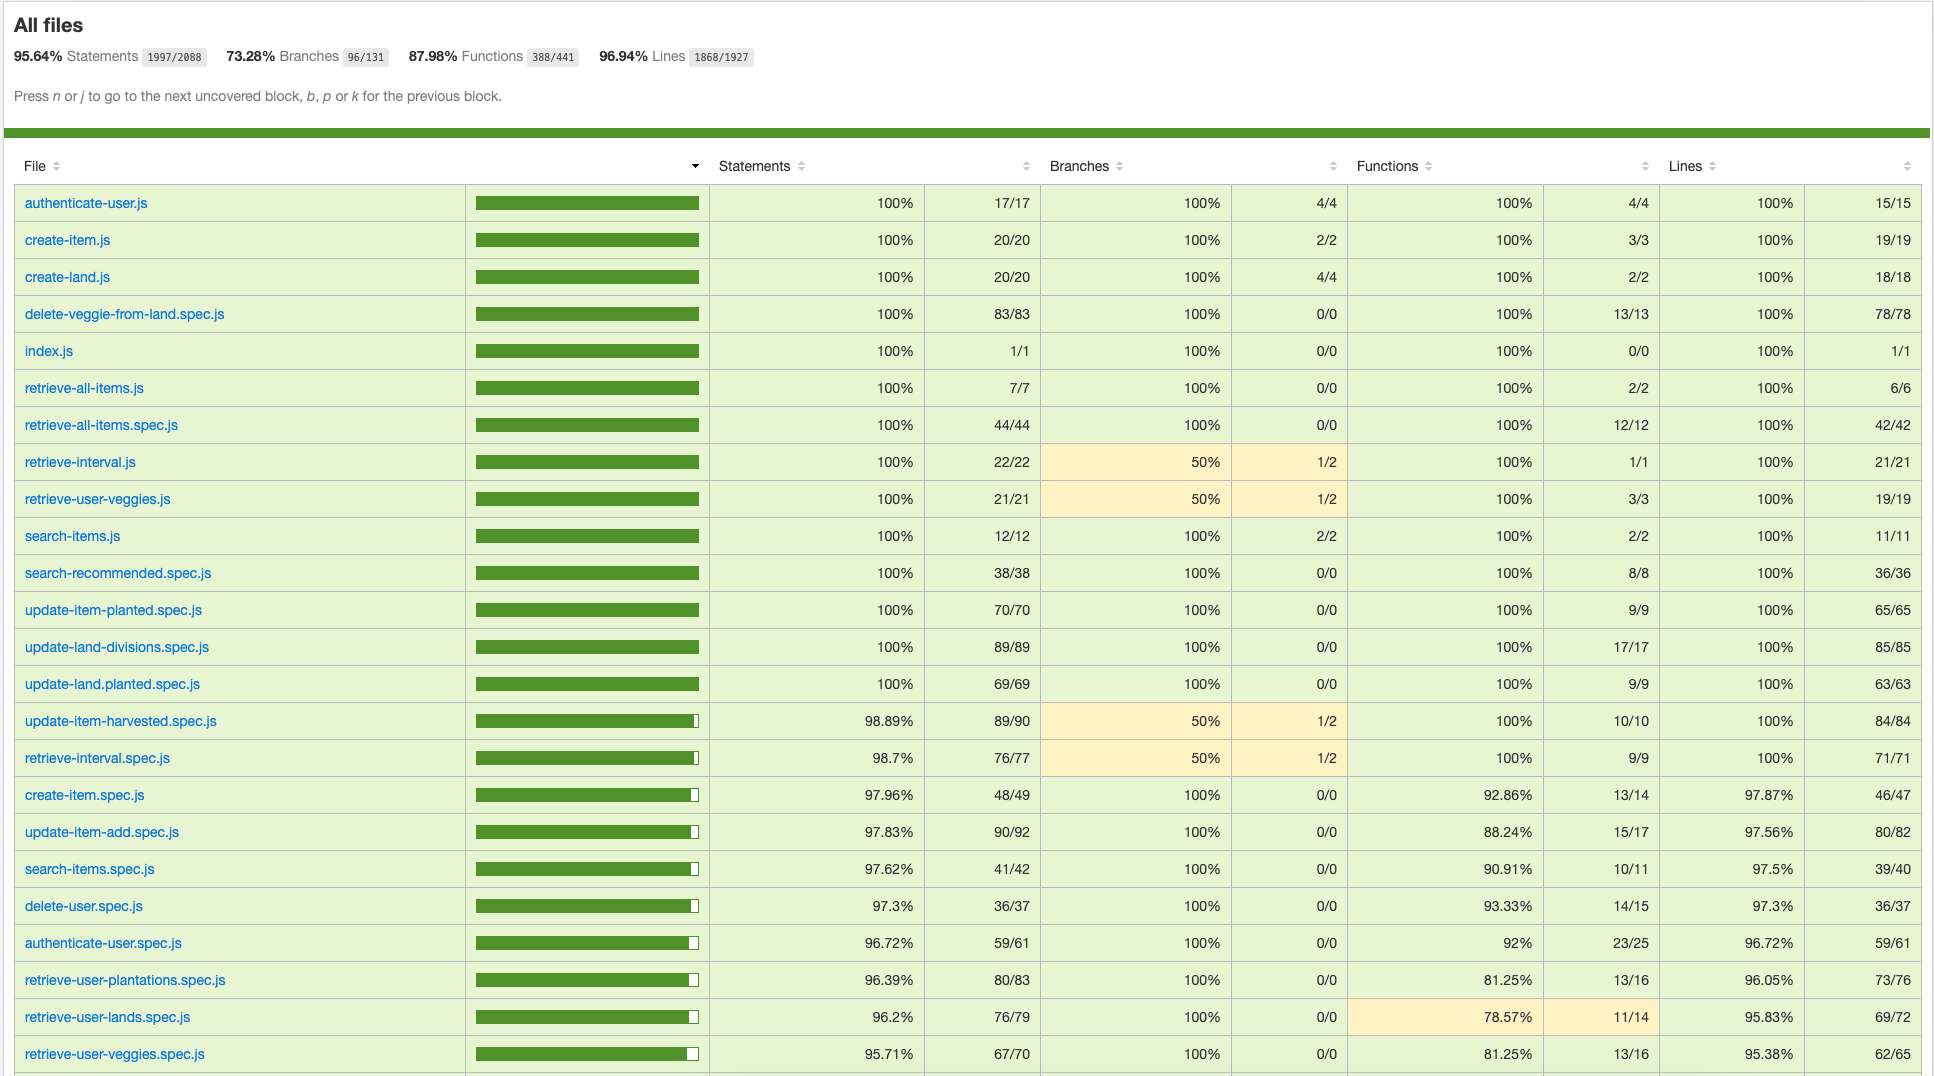 All files
95.64% Statements 1997/2088 73.28% Branches 96/131 87.98% Functions 388/441 96.94% Lines 1868/1927
Press n or j to go to the next uncovered block, b, p or k for the previous block.
File Statements Branches Functions Lines
authenticate-user.js 100% 17/17 100% 4/4 100% 4/4 100% 15/15
create-item.js 100% 20/20 100% 2/2 100% 3/3 100% 19/19
create-land.js 100% 20/20 100% 4/4 100% 2/2 100% 18/18
delete-veggie-from-land.spec.js 100% 83/83 100% 0/0 100% 13/13 100% 78/78
index.js 100% 1/1 100% 0/0 100% 0/0 100% 1/1
retrieve-all-items.js 100% 7/7 100% 0/0 100% 2/2 100% 6/6
retrieve-all-items.spec.js 100% 44/44 100% 0/0 100% 12/12 100% 42/42
retrieve-interval.js 100% 22/22 50% 1/2 100% 1/1 100% 21/21
retrieve-user-veggies.js 100% 21/21 50% 1/2 100% 3/3 100% 19/19
search-items.js 100% 12/12 100% 2/2 100% 2/2 100% 11/11
search-recommended.spec.js 100% 38/38 100% 0/0 100% 8/8 100% 36/36
update-item-planted.spec.js 100% 70/70 100% 0/0 100% 9/9 100% 65/65
update-land-divisions.spec.js 100% 89/89 100% 0/0 100% 17/17 100% 85/85
update-land.planted.spec.js 100% 69/69 100% 0/0 100% 9/9 100% 63/63
update-item-harvested.spec.js 98.89% 89/90 50% 1/2 100% 10/10 100% 84/84
retrieve-interval.spec.js 98.7% 76/77 50% 1/2 100% 9/9 100% 71/71
create-item.spec.js 97.96% 48/49 100% 0/0 92.86% 13/14 97.87% 46/47
update-item-add.spec.js 97.83% 90/92 100% 0/0 88.24% 15/17 97.56% 80/82
search-items.spec.js 97.62% 41/42 100% 0/0 90.91% 10/11 97.5% 39/40
delete-user.spec.js 97.3% 36/37 100% 0/0 93.33% 14/15 97.3% 36/37
authenticate-user.spec.js 96.72% 59/61 100% 0/0 92% 23/25 96.72% 59/61
retrieve-user-plantations.spec.js 96.39% 80/83 100% 0/0 81.25% 13/16 96.05% 73/76
retrieve-user-lands.spec.js 96.2% 76/79 100% 0/0 78.57% 11/14 95.83% 69/72
retrieve-user-veggies.spec.js 95.71% 67/70 100% 0/0 81.25% 13/16 95.38% 62/65